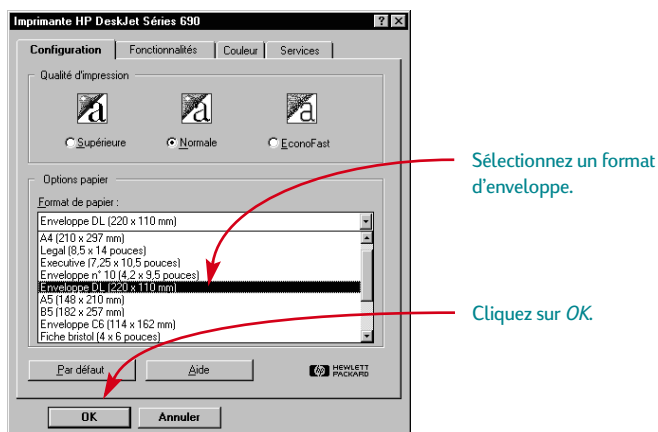 Imprimante HP DeskJet Séries 690
Configuration Fonctionnalités Couleur Services
Qualité d'impression
Supérieure Normale EconoFast
Options papier
Format de papier :
Enveloppe DL (220 x 110 mm)
A4 (210 x 297 mm)
Legal (8,5 x 14 pouces)
Executive (7,25 x 10,5 pouces)
Enveloppe n° 10 (4,2 x 9,5 pouces)
Enveloppe DL (220 x 110 mm)
A5 (148 x 210 mm)
B5 (182 x 257 mm)
Enveloppe C6 (114 x 162 mm)
Fiche bristol (4 x 6 pouces)
Par défaut Aide
hp HEWLETT
PACKARD
OK Annuler
Sélectionnez un format
d'enveloppe.
Cliquez sur OK.